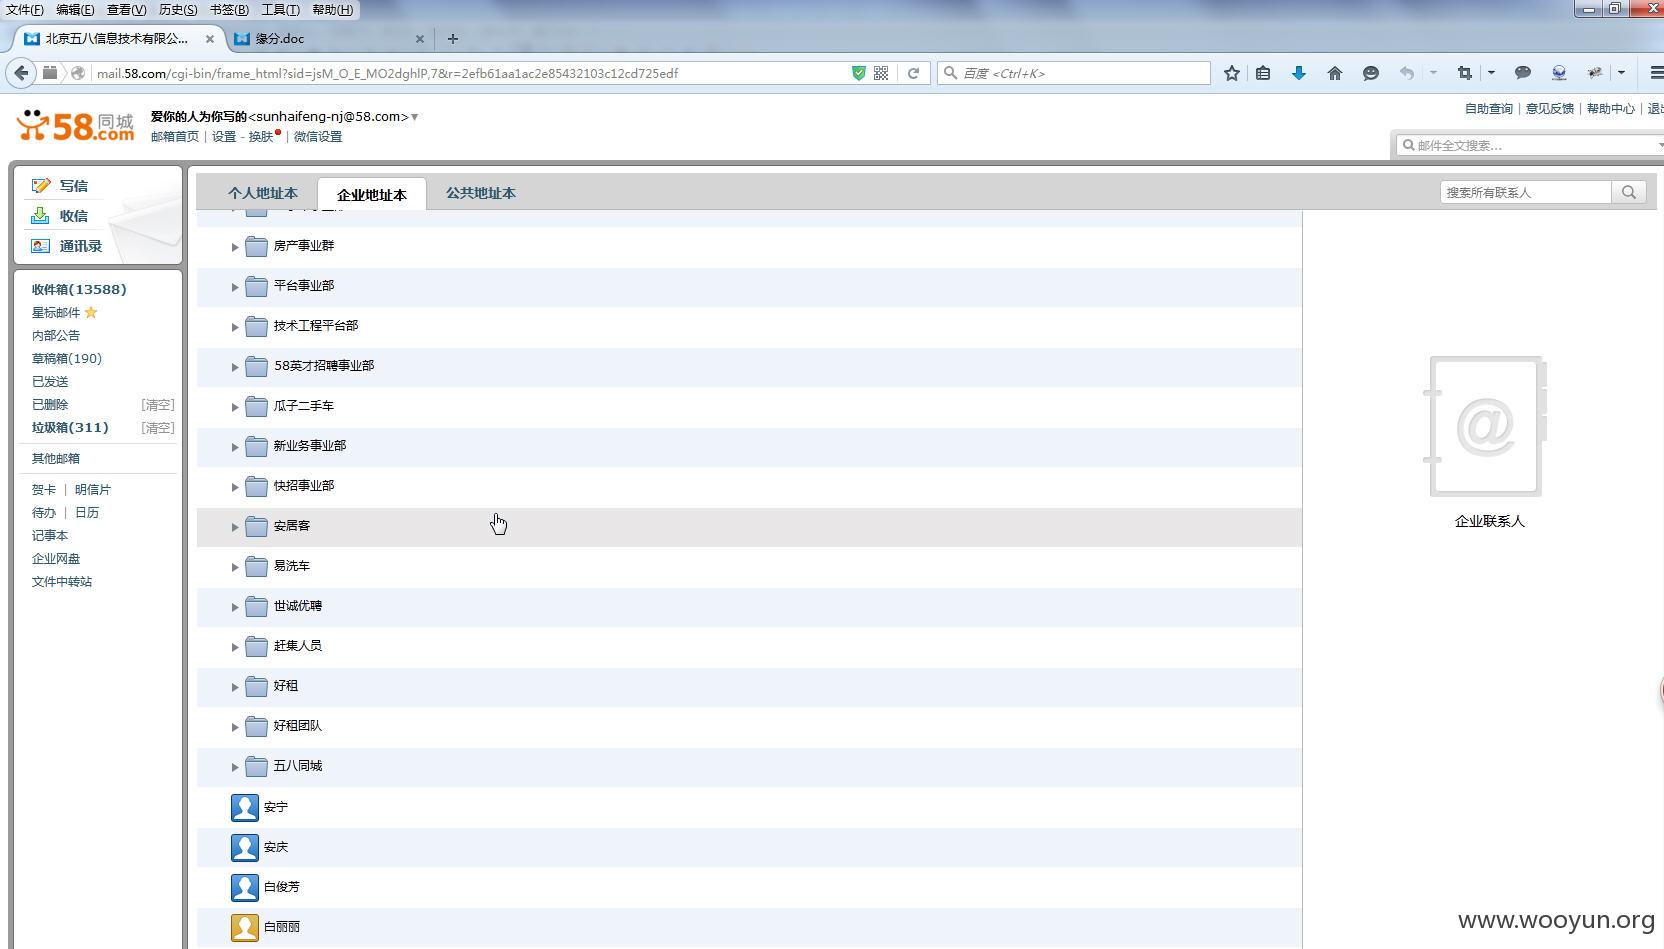 文件(F) 编辑(E) 查看(V) 历史(S) 书签(B) 工具(T) 帮助(H)
北京五八信息技术有限公... × 缘分.doc × +
mail.58.com/cgi-bin/frame_html?sid=jsM_O_E_MO2dghlP,7&r=2efb61aa1ac2e85432103c12cd725edf
百度 <Ctrl+K>
58同城.com
爱你的人为你写的<sunhaifeng-nj@58.com>
邮箱首页 | 设置 - 换肤 | 微信设置
自助查询 | 意见反馈 | 帮助中心 | 退出
邮件全文搜索...
写信
收信
通讯录
收件箱(13588)
星标邮件
内部公告
草稿箱(190)
已发送
已删除 [清空]
垃圾箱(311) [清空]
其他邮箱
贺卡 | 明信片
待办 | 日历
记事本
企业网盘
文件中转站
个人地址本 企业地址本 公共地址本
搜索所有联系人
房产事业群
平台事业部
技术工程平台部
58英才招聘事业部
瓜子二手车
新业务事业部
快招事业部
安居客
易洗车
世诚优聘
赶集人员
好租
好租团队
五八同城
安宁
安庆
白俊芳
白丽丽
@
企业联系人
www.wooyun.org